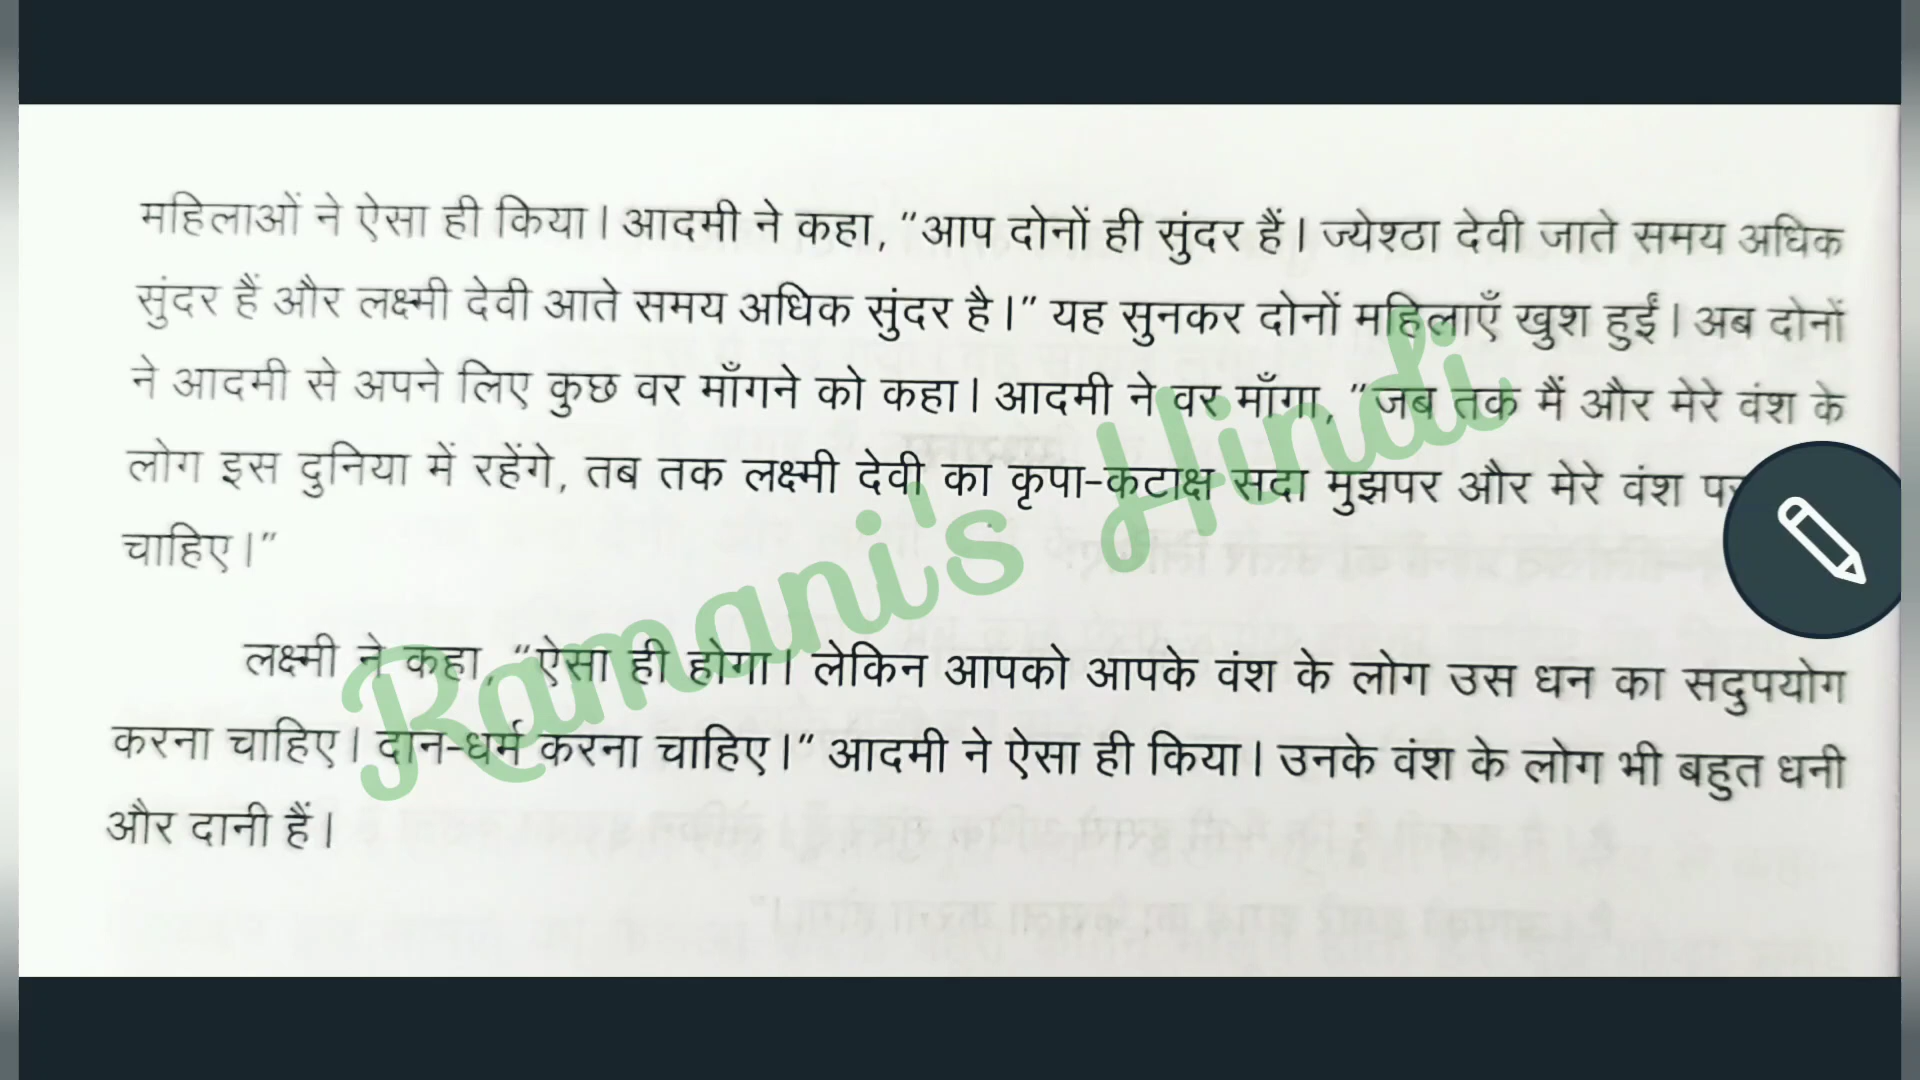 महिलाओं ने ऐसा ही किया। आदमी ने कहा, "आप दोनों ही सुंदर हैं। ज्येश्ठा देवी जाते समय अधिक
सुंदर हैं और लक्ष्मी देवी आते समय अधिक सुंदर है।" यह सुनकर दोनों महिलाएँ खुश हुईं। अब दोनों
ने आदमी से अपने लिए कुछ वर माँगने को कहा। आदमी ने वर माँगा, "जब तक मैं और मेरे वंश के
लोग इस दुनिया में रहेंगे, तब तक लक्ष्मी देवी का कृपा-कटाक्ष सदा मुझपर और मेरे वंश
चाहिए।"
लक्ष्मी ने कहा, "ऐसा ही होगा। लेकिन आपको आपके वंश के लोग उस धन का सदुपयोग
करना चाहिए। दान-धर्म करना चाहिए।" आदमी ने ऐसा ही किया। उनके वंश के लोग भी बहुत धनी
और दानी हैं।
Ramani's Hindi